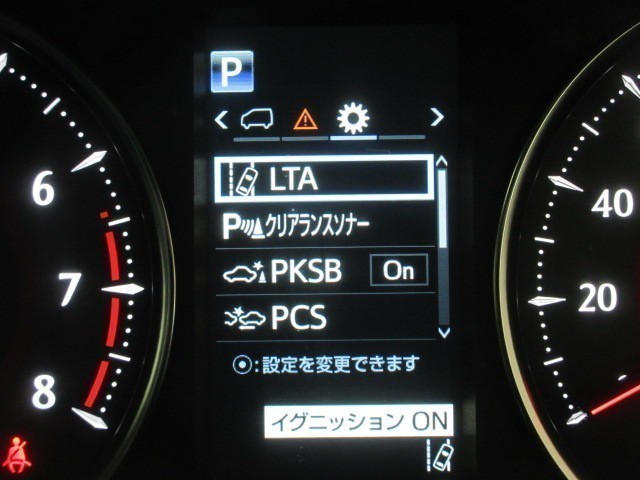 P
LTA
P クリアランスソナー
PKSB On
PCS
⦿:設定を変更できます
イグニッション ON
6
7
8
40
20